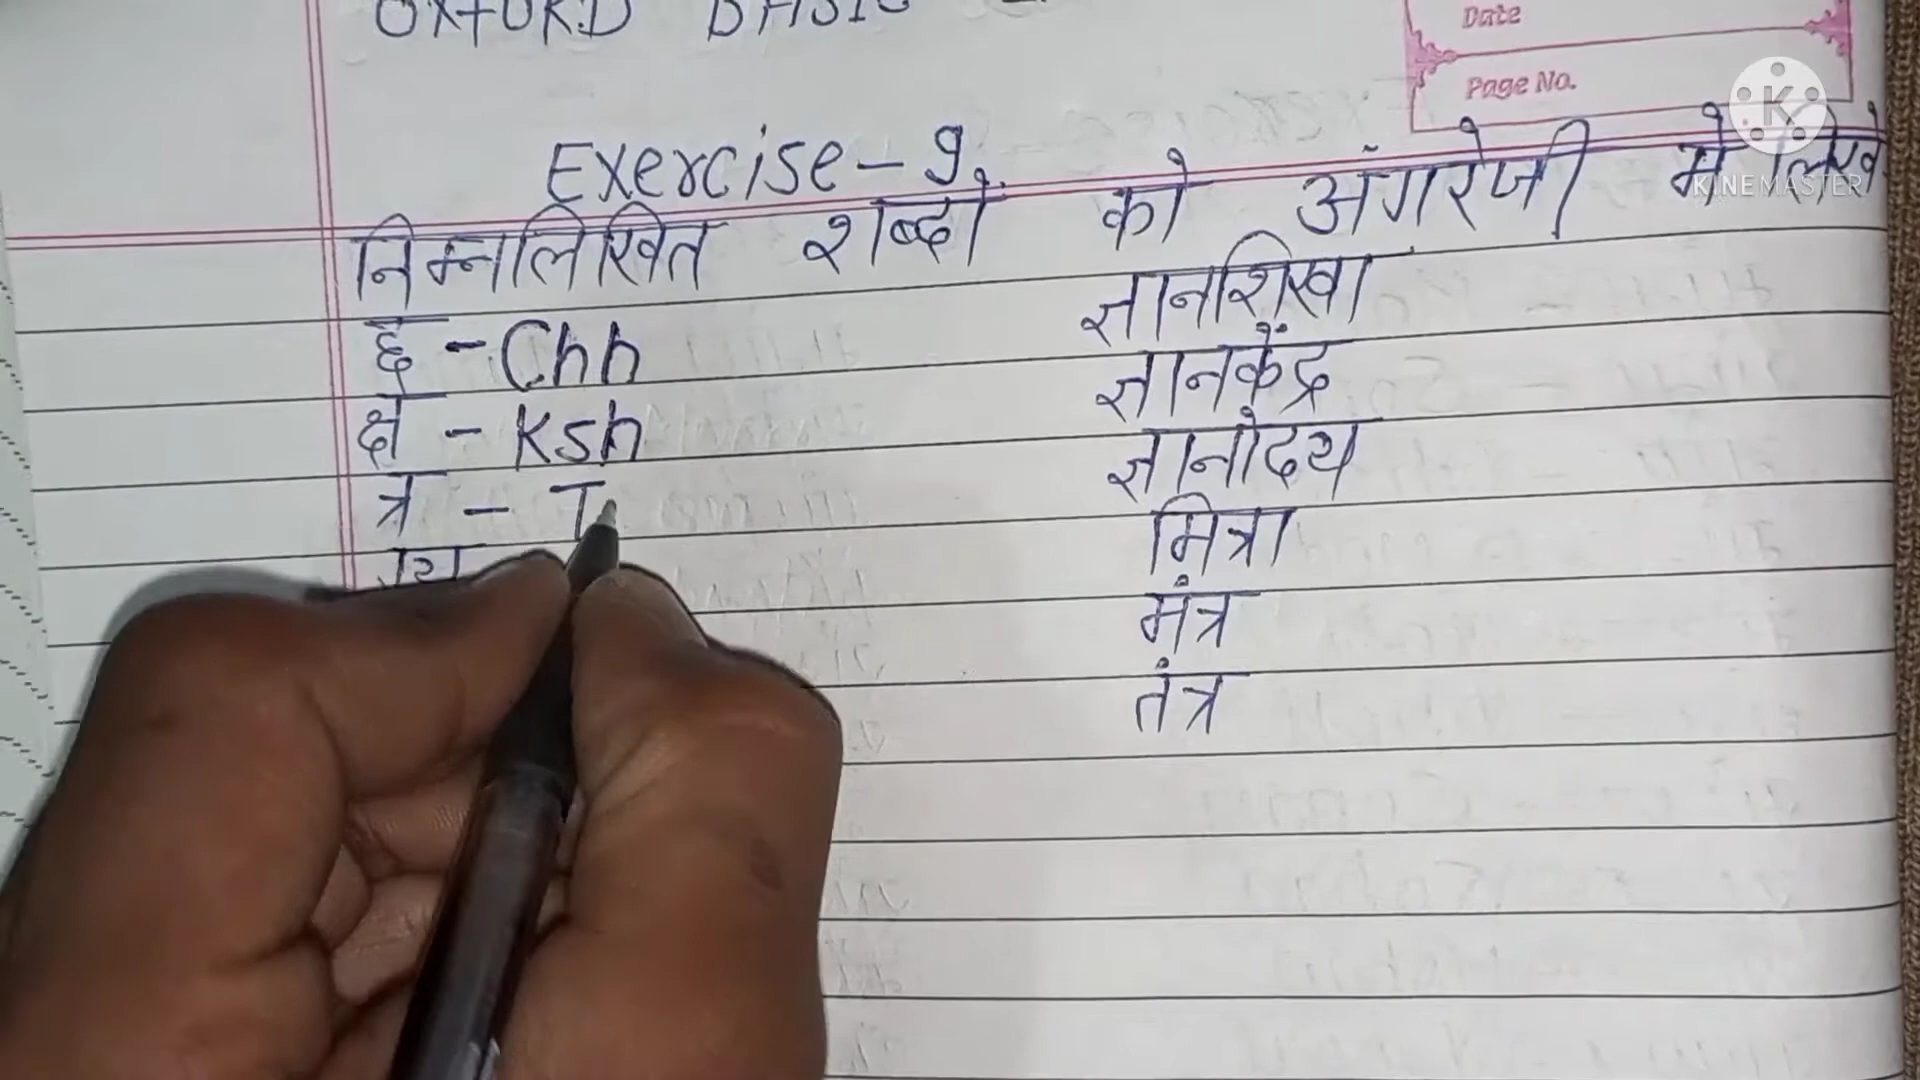 OXFORD BASIC
Date
Page No.
K
KINEMASTER
Exercise-9.
निम्नलिखित शब्दो को अंगरेजी मे लिखे
छ - Chh
क्ष - Ksh
त्र - T
ज्ञानशिखा
ज्ञानकेंद्र
ज्ञानोदय
मित्रा
मंत्र
तंत्र